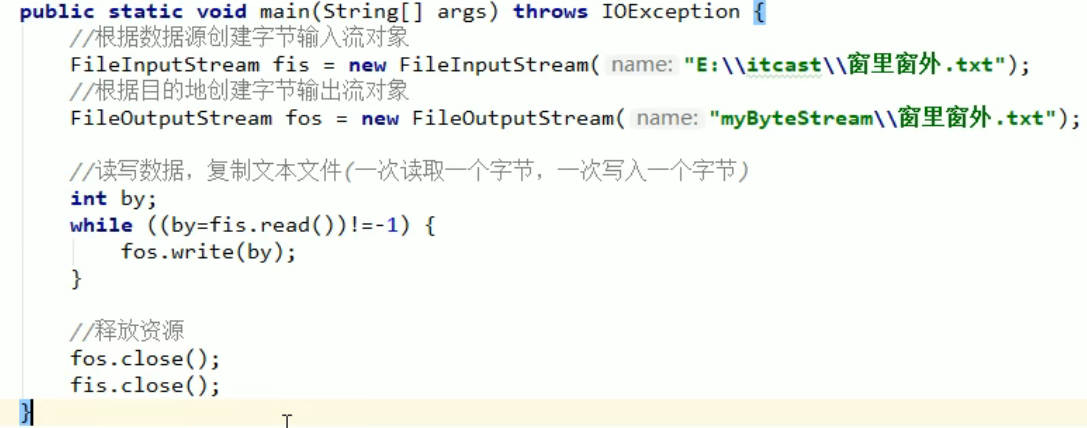 public static void main(String[] args) throws IOException {
//根据数据源创建字节输入流对象
FileInputStream fis = new FileInputStream( name: "E:\\itcast\\窗里窗外.txt");
//根据目的地创建字节输出流对象
FileOutputStream fos = new FileOutputStream( name: "myByteStream\\窗里窗外.txt");
//读写数据，复制文本文件(一次读取一个字节，一次写入一个字节)
int by;
while ((by=fis.read())!=-1) {
fos.write(by);
}
//释放资源
fos.close();
fis.close();
}